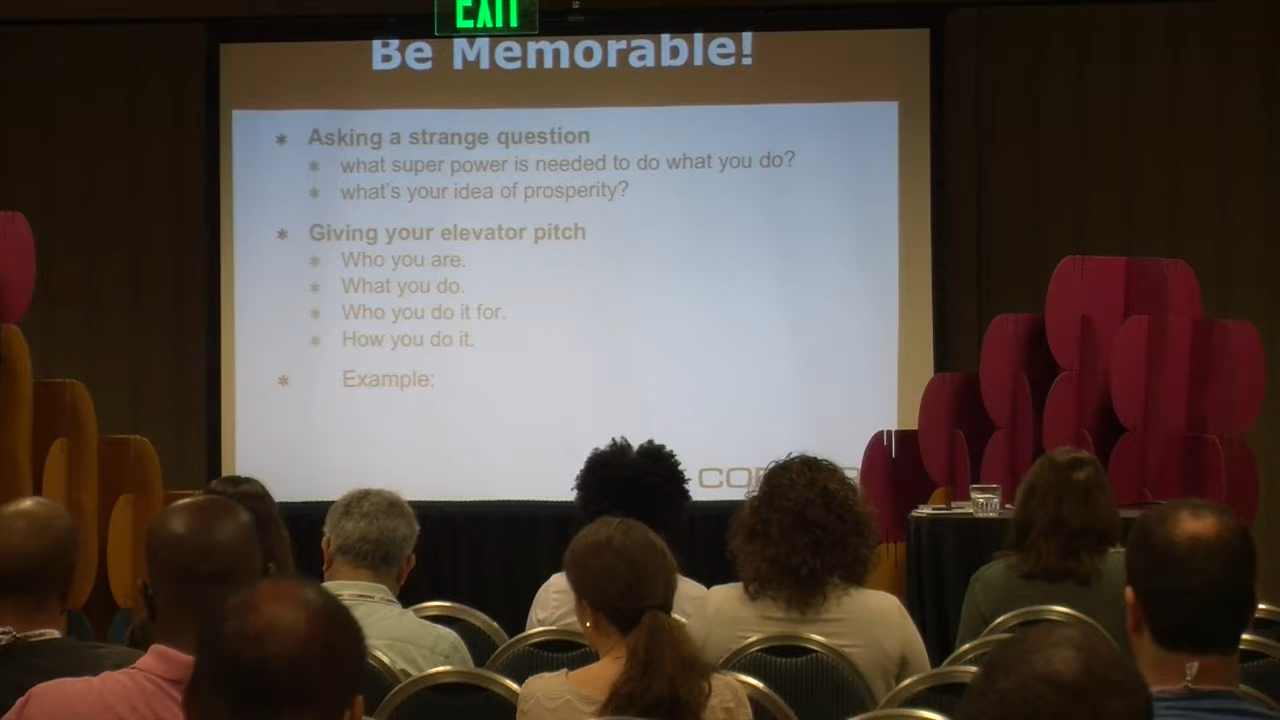 EXIT
Be Memorable!
* Asking a strange question
* what super power is needed to do what you do?
* what's your idea of prosperity?
* Giving your elevator pitch
* Who you are.
* What you do.
* Who you do it for.
* How you do it.
* Example: